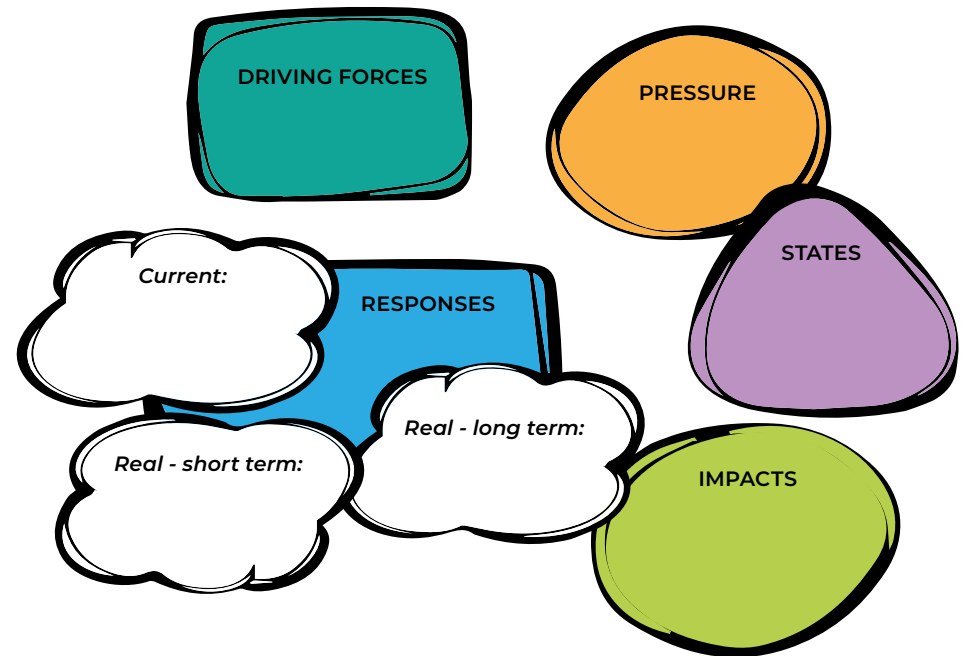 DRIVING FORCES
PRESSURE
STATES
Current:
RESPONSES
Real - long term:
Real - short term:
IMPACTS